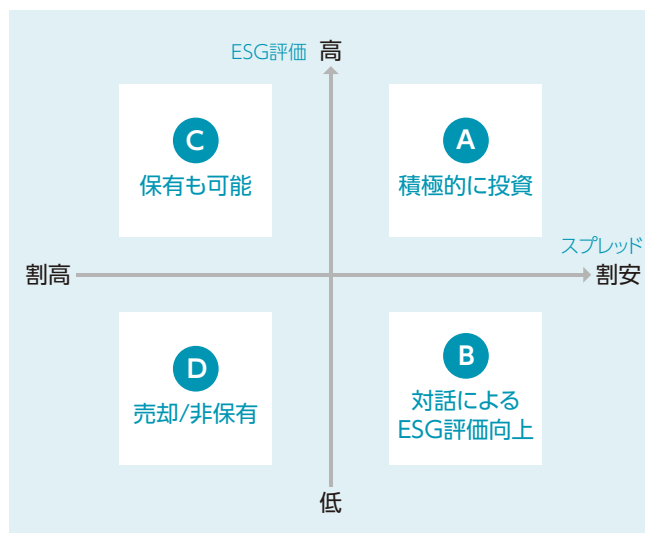 ESG評価 高
C
保有も可能
A
積極的に投資
スプレッド
割高
割安
D
売却/非保有
B
対話による
ESG評価向上
低